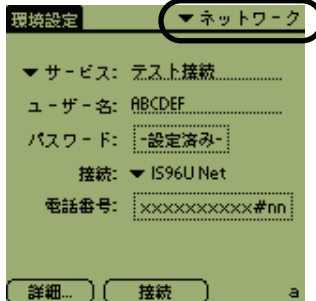 環境設定 ▼ ネットワーク
▼ サービス: テスト接続
ユーザー名: ABCDEF
パスワード: -設定済み-
接続: ▼ IS96U Net
電話番号: xxxxxxxxxx#nn
詳細... 接続 a